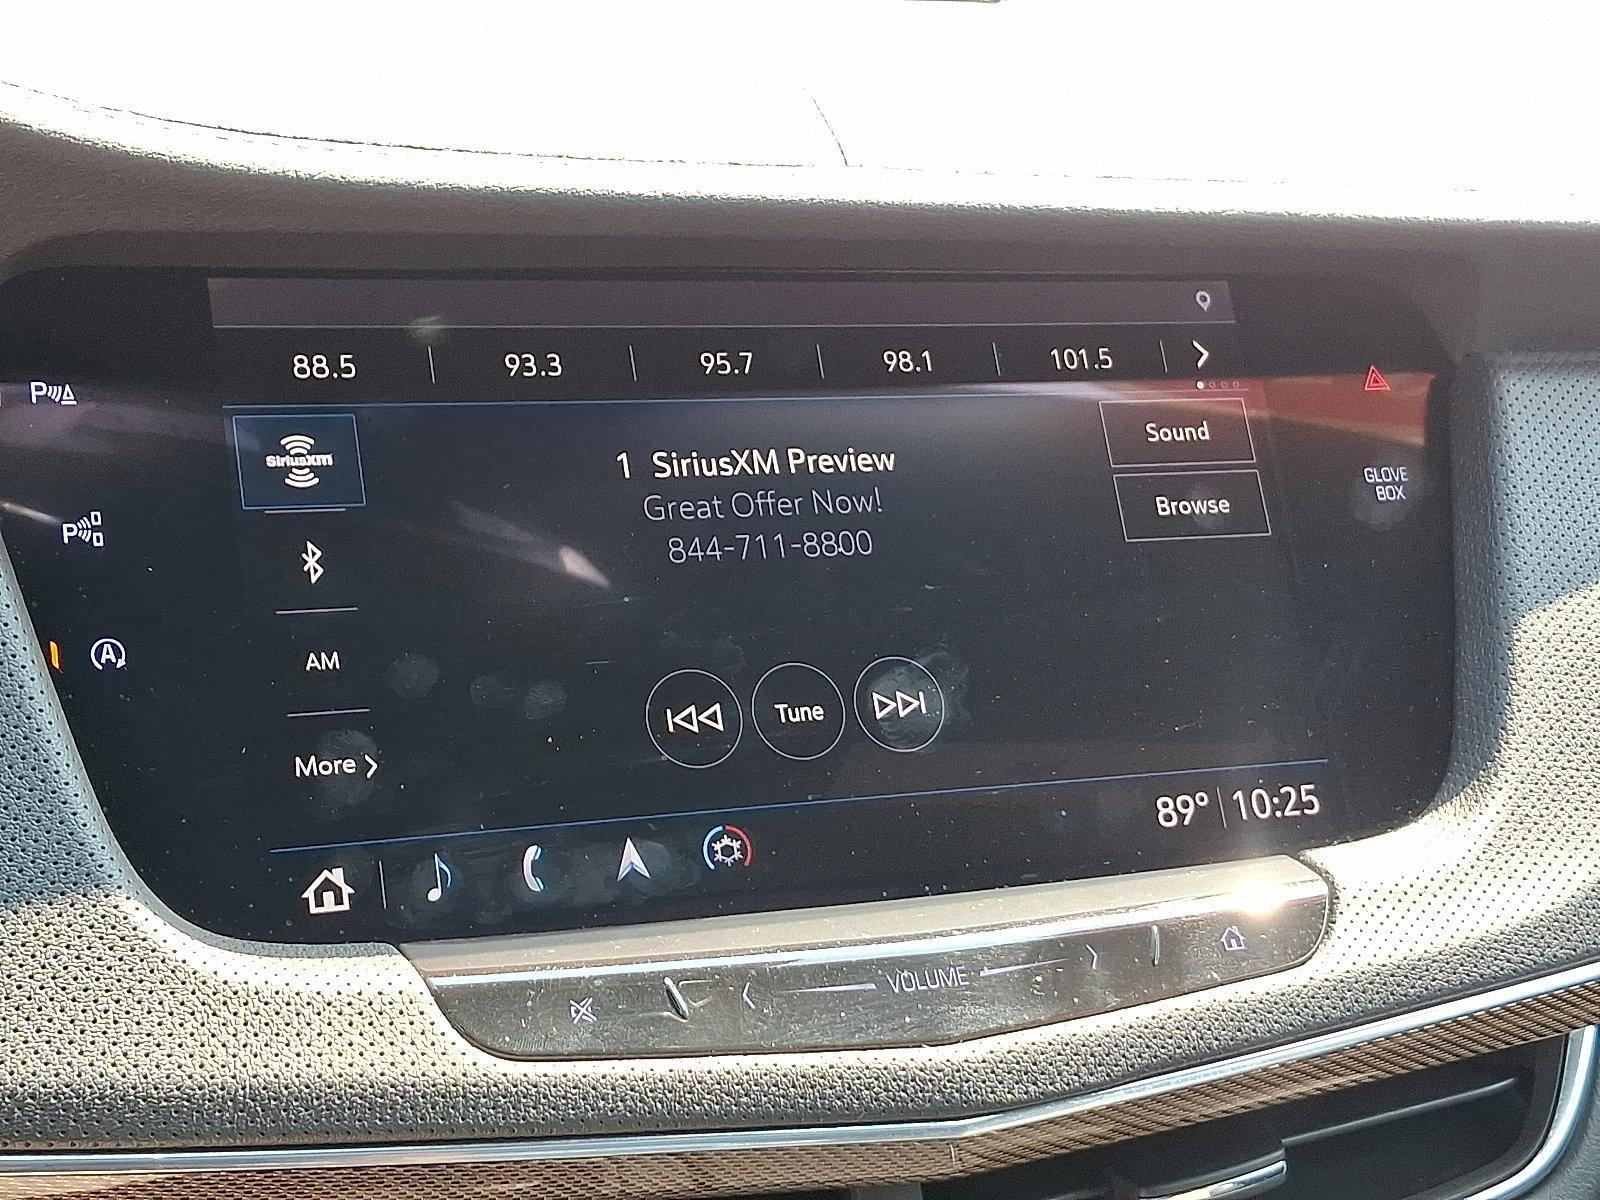 88.5 93.3 95.7 98.1 101.5
SiriusXM
1 SiriusXM Preview
Great Offer Now!
844-711-8800
Sound
Browse
GLOVE
BOX
P
P
A
AM
More
Tune
89° 10:25
VOLUME